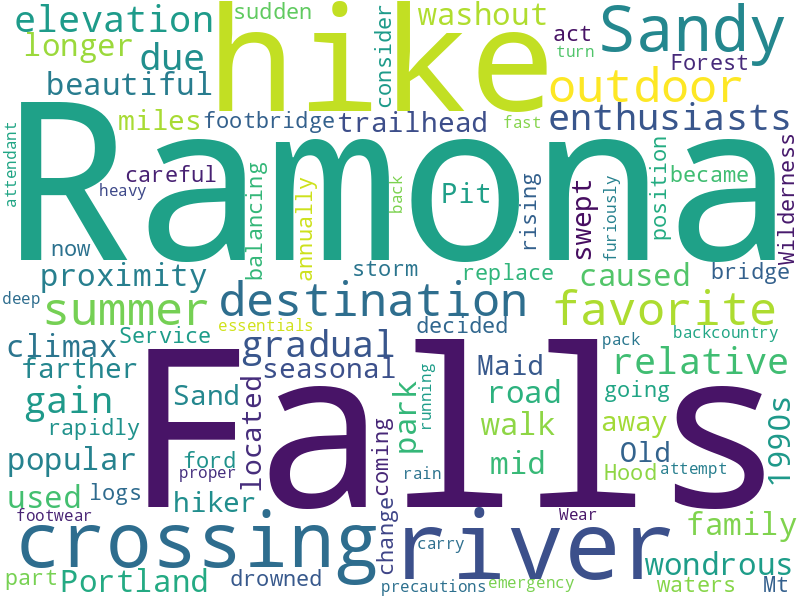 sudden
hike
elevation
longer
due
consider
washout
act
turn
Sandy
Forest
beautiful
outdoor
miles
footbridge
trailhead
fast
enthusiasts
attendant
Ramona
careful
heavy
balancing
annually
back
Pit
rising
swept
furiously
position
became
Wilderness
now
proximity
storm
replace
caused
bridge
deep
summer
destination
favorite
essentials
decided
climax
Service
gradual
pack
backcountry
farther
seasonal
Maid
relative
Falls
gain
Sand
located
park
running
road
going
1990s
rapidly
walk
away
popular
ford
proper
coming
rain
mid
Old
Hood
attempt
used
logs
hiker
footwear
crossing
change
river
Wear
family
carry
wondrous
part
Portland
drowned
precautions
emergency
waters
Mt